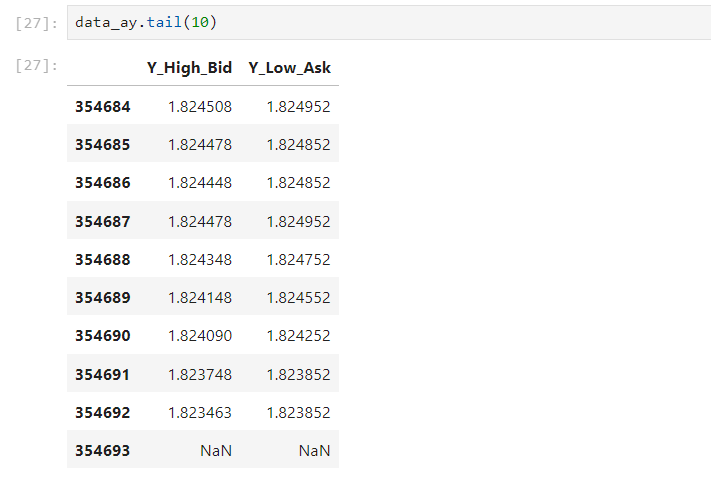 [27]: data_ay.tail(10)
[27]:
Y_High_Bid Y_Low_Ask
354684 1.824508 1.824952
354685 1.824478 1.824852
354686 1.824448 1.824852
354687 1.824478 1.824952
354688 1.824348 1.824752
354689 1.824148 1.824552
354690 1.824090 1.824252
354691 1.823748 1.823852
354692 1.823463 1.823852
354693 NaN NaN